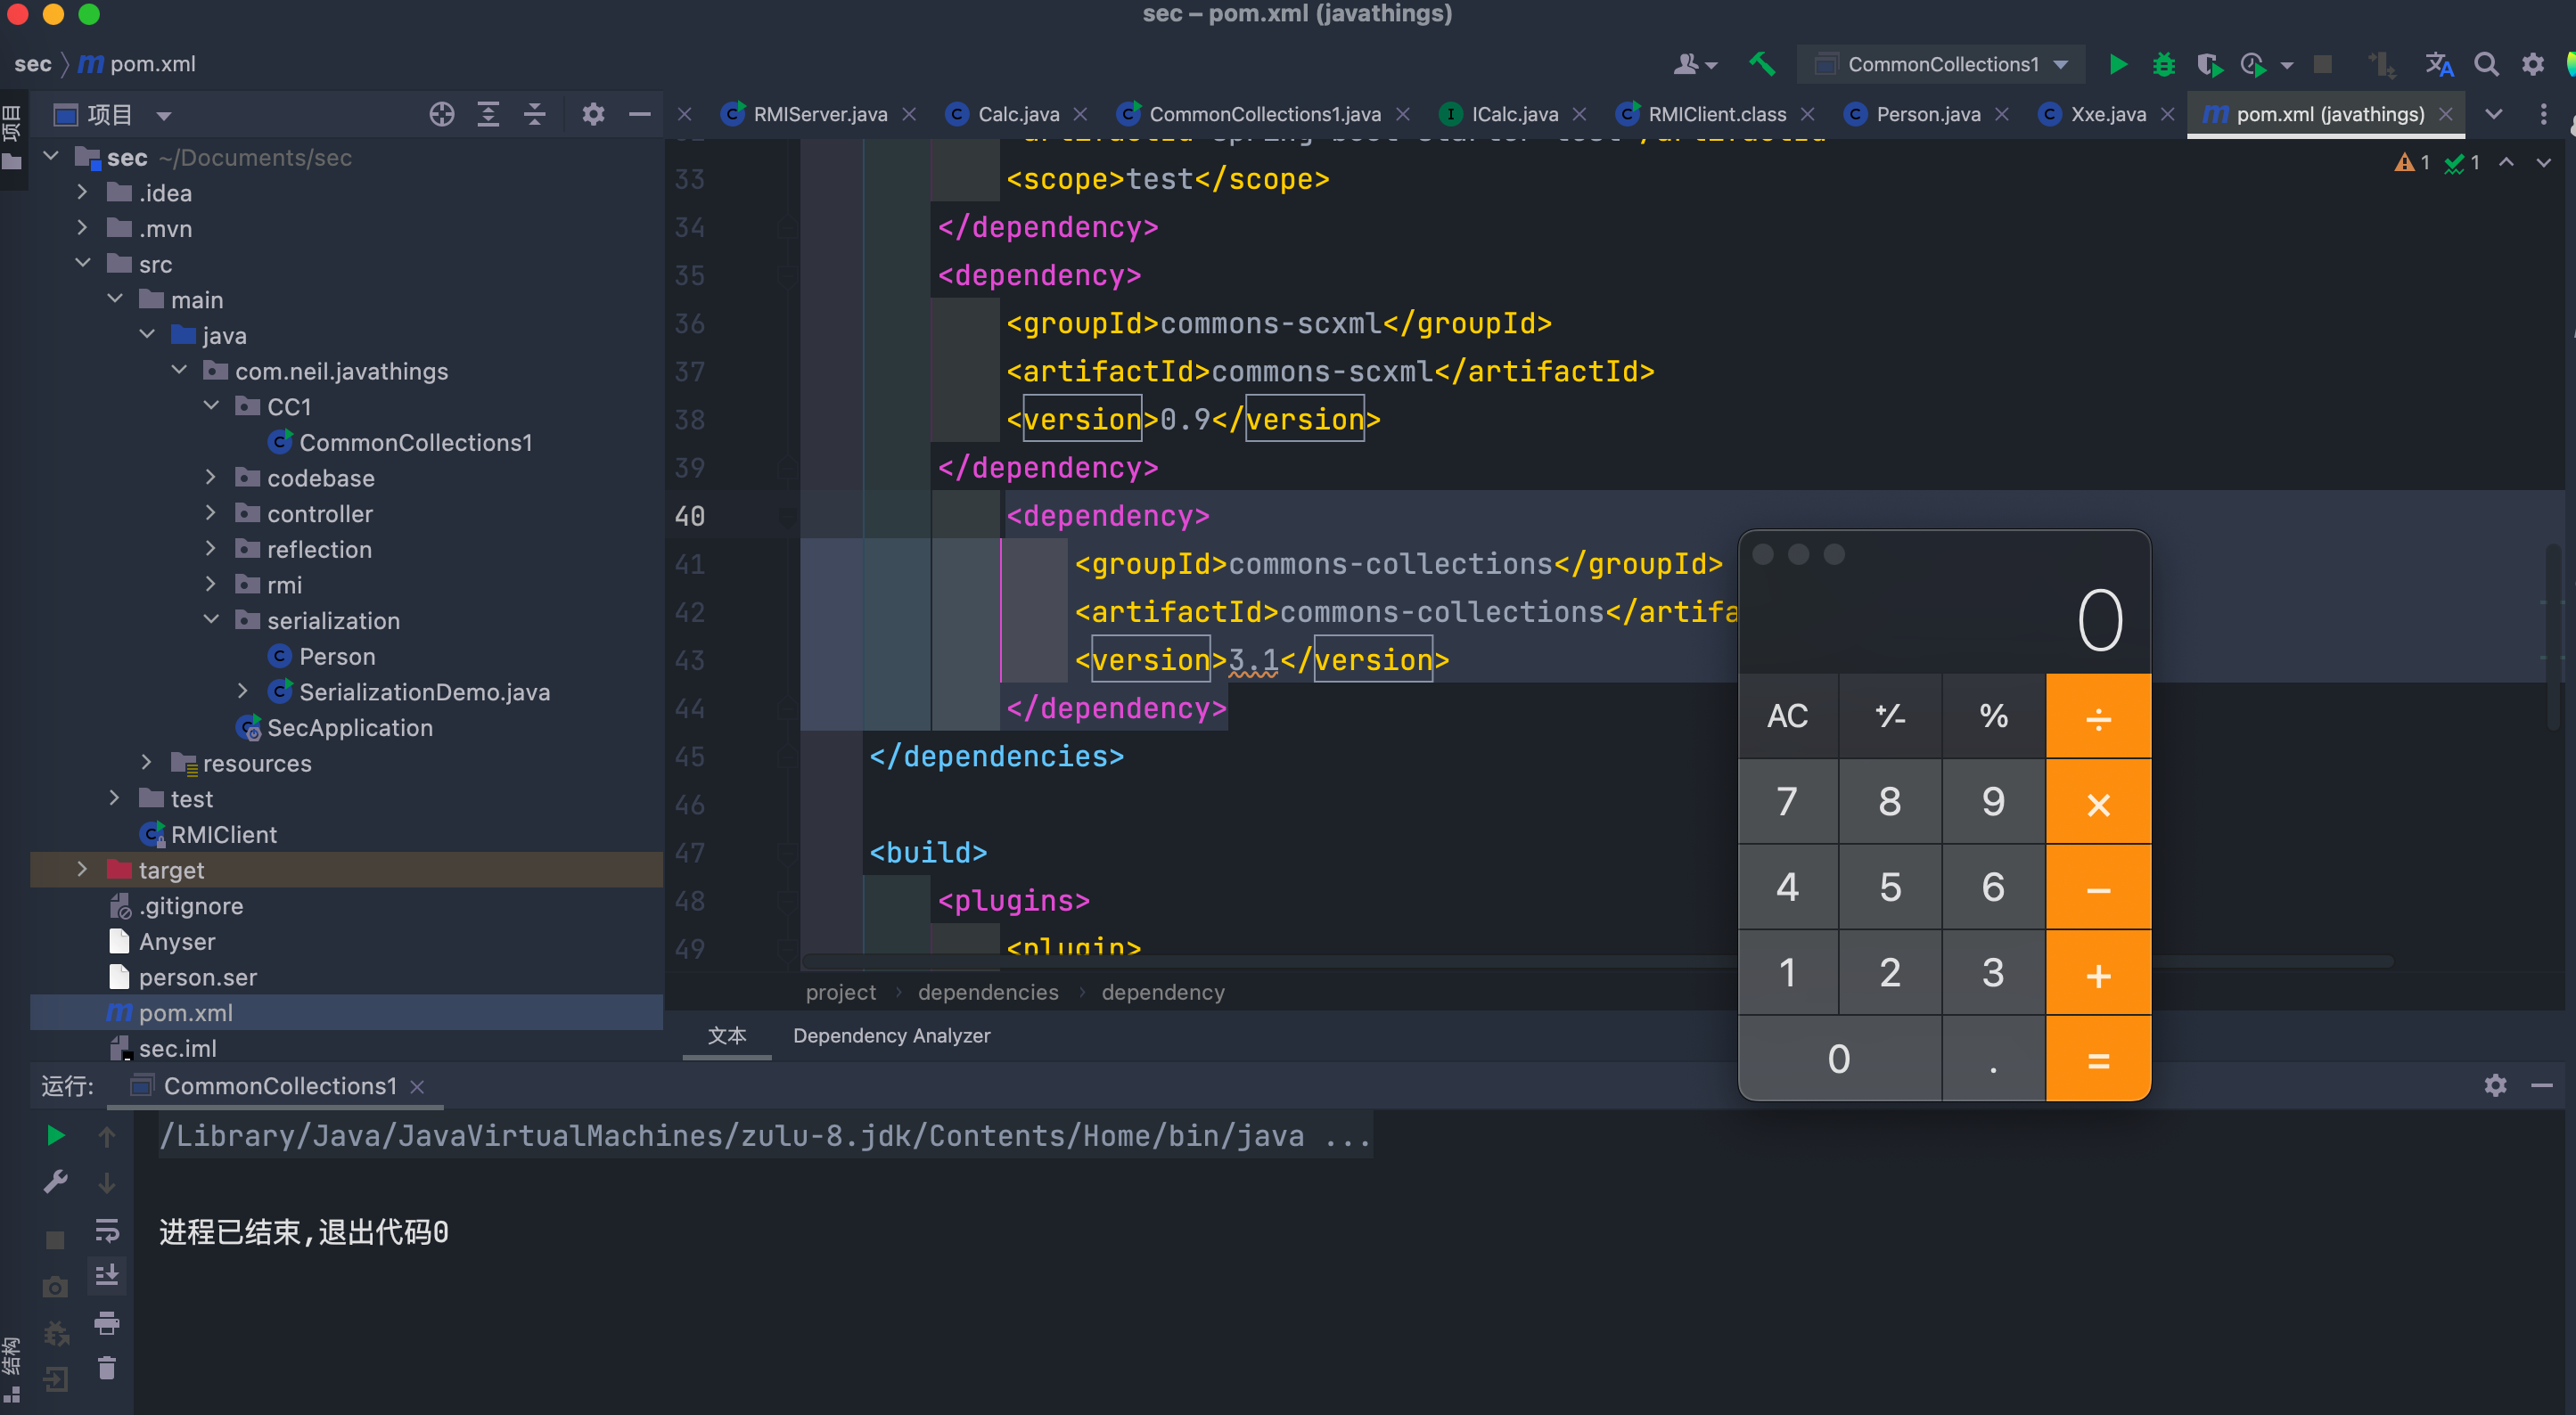 sec – pom.xml (javathings)
sec pom.xml
CommonCollections1
项目
项目
RMIServer.java
Calc.java
CommonCollections1.java
ICalc.java
RMIClient.class
Person.java
Xxe.java
pom.xml (javathings)
sec ~/Documents/sec
.idea
.mvn
src
main
java
com.neil.javathings
CC1
CommonCollections1
codebase
controller
reflection
rmi
serialization
Person
SerializationDemo.java
SecApplication
resources
test
RMIClient
target
.gitignore
Anyser
person.ser
pom.xml
sec.iml
1 1
33 <scope>test</scope>
34 </dependency>
35 <dependency>
36 <groupId>commons-scxml</groupId>
37 <artifactId>commons-scxml</artifactId>
38 <version>0.9</version>
39 </dependency>
40 <dependency>
41 <groupId>commons-collections</groupId>
42 <artifactId>commons-collections</artifa
43 <version>3.1</version>
44 </dependency>
45 </dependencies>
46
47 <build>
48 <plugins>
49 <plugin>
project dependencies dependency
文本 Dependency Analyzer
0
AC +/- % ÷
7 8 9 ×
4 5 6 −
1 2 3 +
0 . =
运行: CommonCollections1
/Library/Java/JavaVirtualMachines/zulu-8.jdk/Contents/Home/bin/java ...
进程已结束,退出代码0
结构